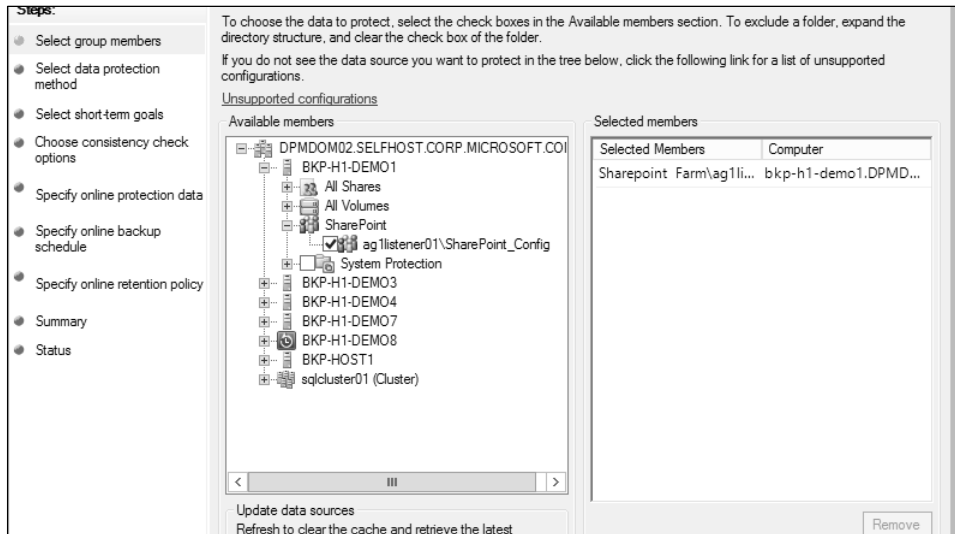 Steps:
Select group members
Select data protection
method
Select short-term goals
Choose consistency check
options
Specify online protection data
Specify online backup
schedule
Specify online retention policy
Summary
Status
To choose the data to protect, select the check boxes in the Available members section. To exclude a folder, expand the
directory structure, and clear the check box of the folder.
If you do not see the data source you want to protect in the tree below, click the following link for a list of unsupported
configurations.
Unsupported configurations
Available members
DPMDOM02.SELFHOST.CORP.MICROSOFT.COI
BKP-H1-DEMO1
All Shares
All Volumes
SharePoint
ag1listener01\SharePoint_Config
System Protection
BKP-H1-DEMO3
BKP-H1-DEMO4
BKP-H1-DEMO7
BKP-H1-DEMO8
BKP-HOST1
sqlcluster01 (Cluster)
Update data sources
Refresh to clear the cache and retrieve the latest
Selected members
Selected Members Computer
Sharepoint Farm\ag1li... bkp-h1-demo1.DPMD...
Remove